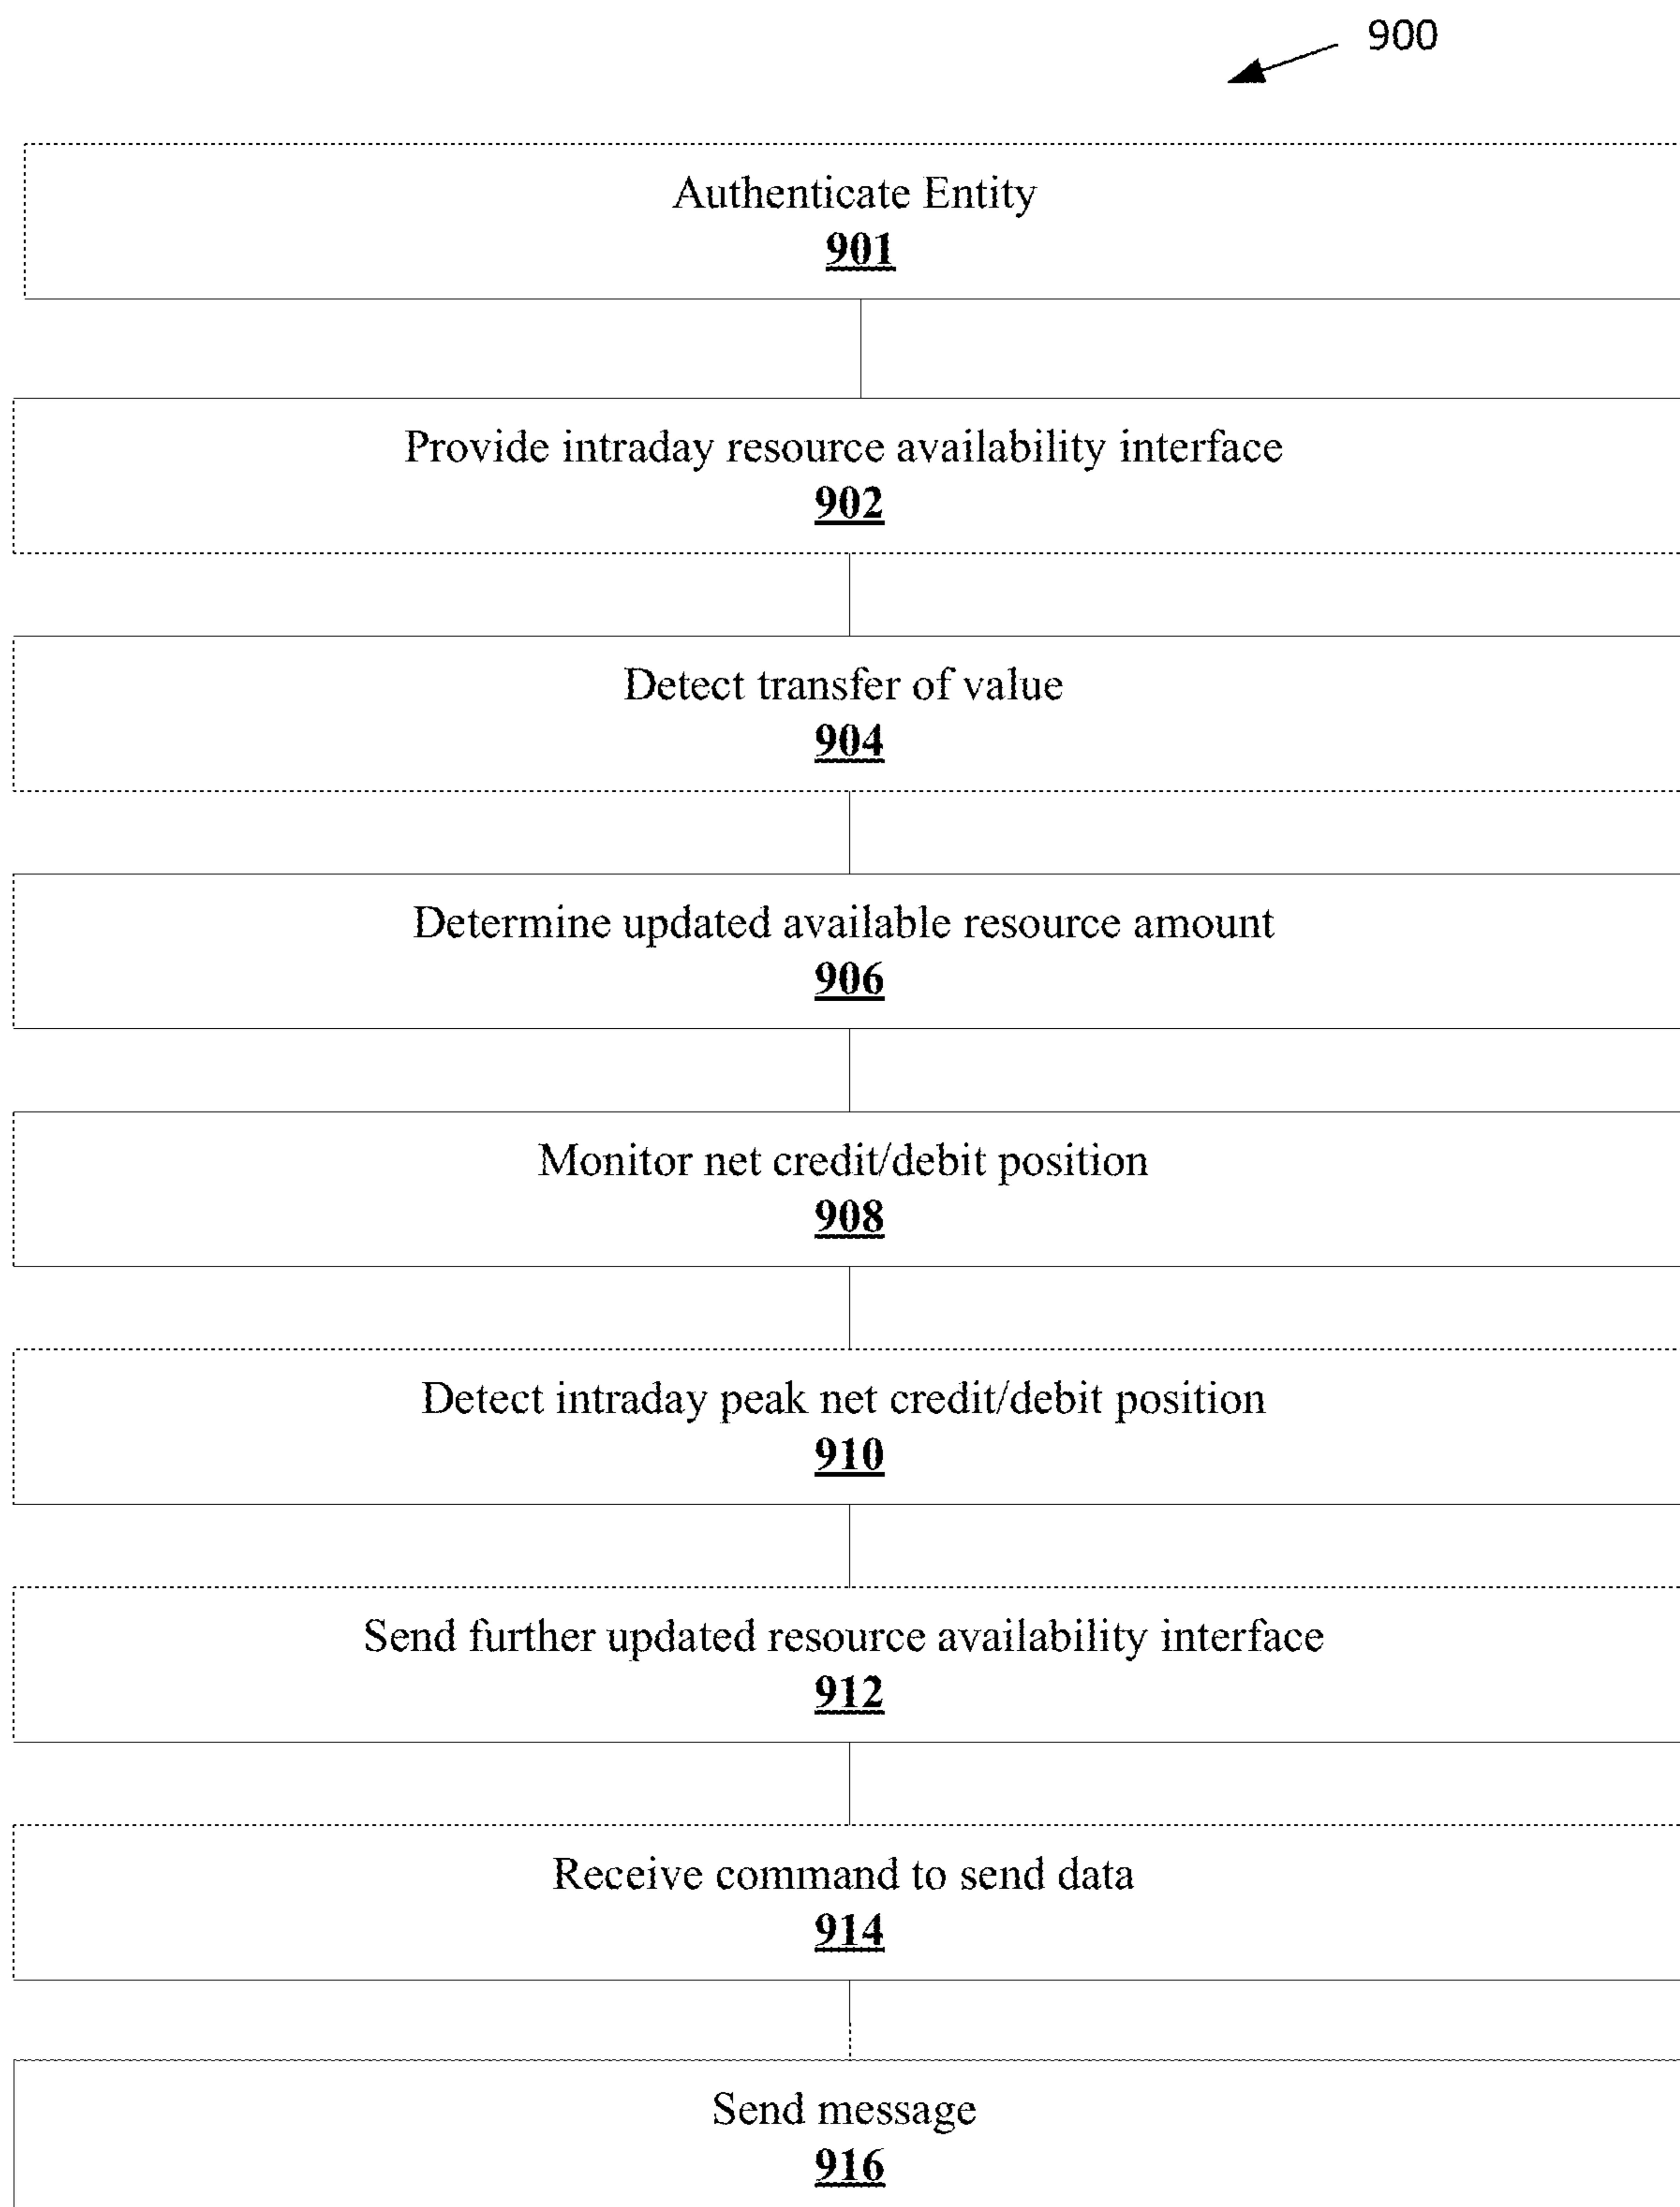 900
Authenticate Entity
901
Provide intraday resource availability interface
902
Detect transfer of value
904
Determine updated available resource amount
906
Monitor net credit/debit position
908
Detect intraday peak net credit/debit position
910
Send further updated resource availability interface
912
Receive command to send data
914
Send message
916